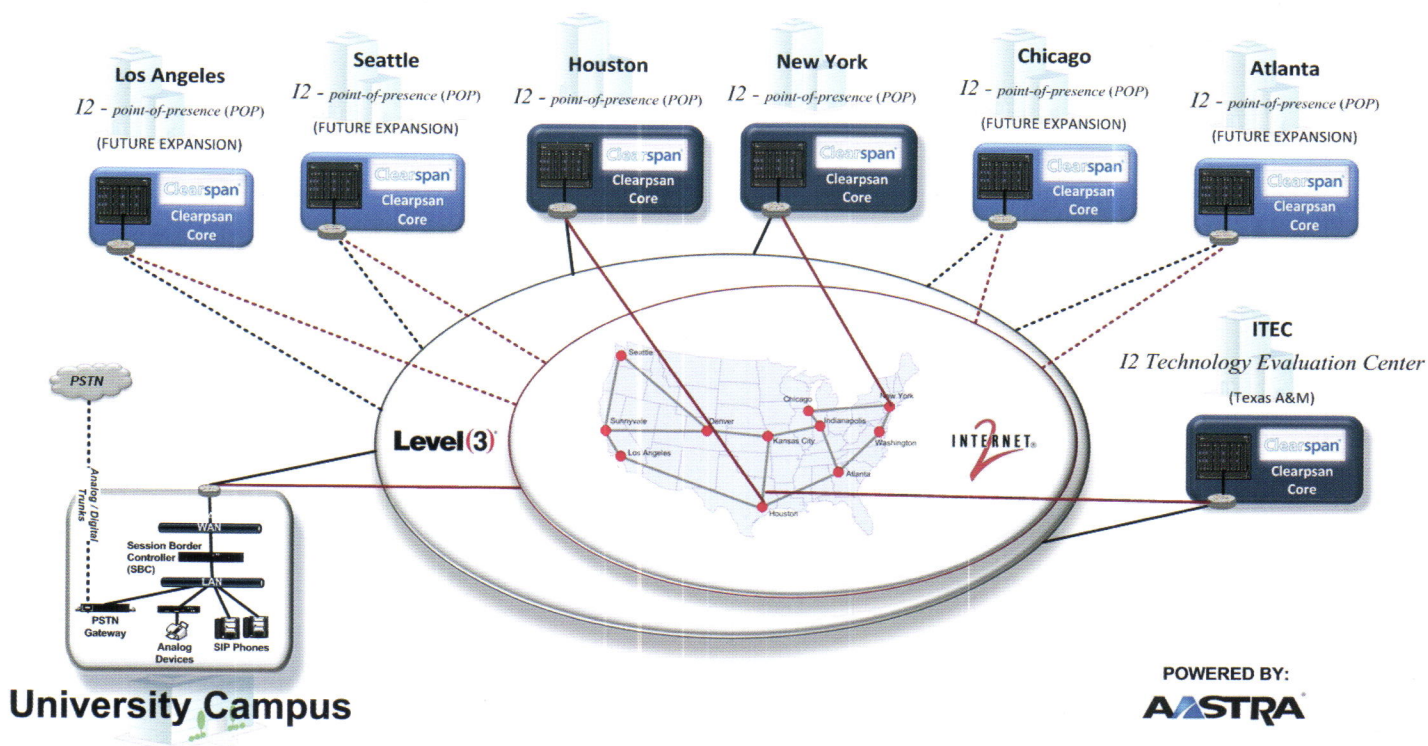 Los Angeles
I2 - point-of-presence (POP)
(FUTURE EXPANSION)
Clearspan®
Clearpsan
Core
Seattle
I2 - point-of-presence (POP)
(FUTURE EXPANSION)
Clearspan®
Clearpsan
Core
Houston
I2 - point-of-presence (POP)
Clearspan®
Clearpsan
Core
New York
I2 - point-of-presence (POP)
Clearspan®
Clearpsan
Core
Chicago
I2 - point-of-presence (POP)
(FUTURE EXPANSION)
Clearspan®
Clearpsan
Core
Atlanta
I2 - point-of-presence (POP)
(FUTURE EXPANSION)
Clearspan®
Clearpsan
Core
ITEC
I2 Technology Evaluation Center
(Texas A&M)
Clearspan®
Clearpsan
Core
Level(3)®
Seattle
Sunnyvale
Los Angeles
Denver
Kansas City
Chicago
Indianapolis
New York
Washington
Atlanta
Houston
INTERNET®
2
PSTN
Analog / Digital
Trunks
WAN
Session Border
Controller
(SBC)
LAN
PSTN
Gateway
Analog
Devices
SIP Phones
University Campus
POWERED BY:
AASTRA®